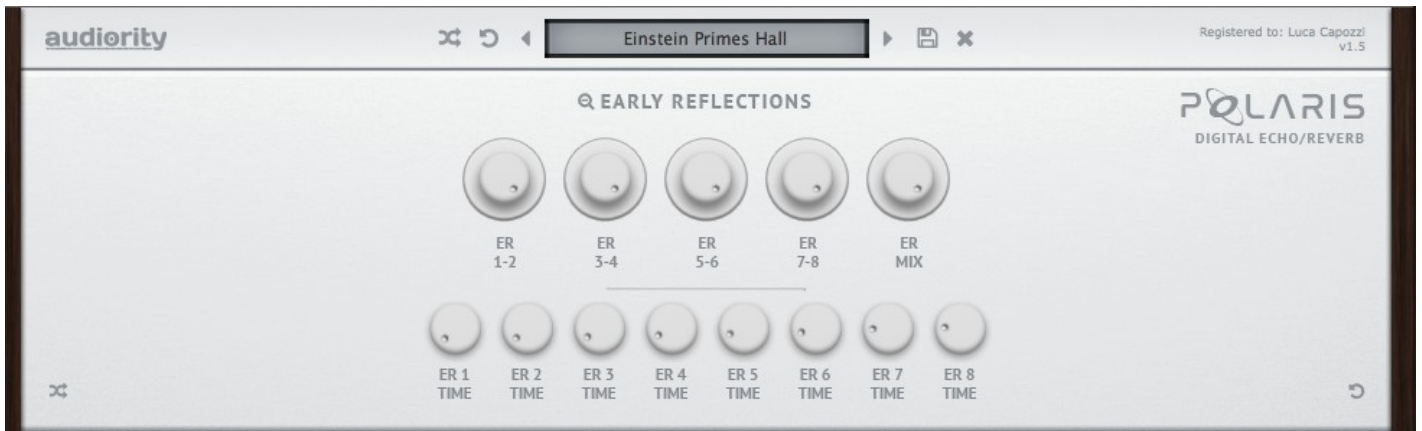 audiority
Einstein Primes Hall
Registered to: Luca Capozzi
v1.5
EARLY REFLECTIONS
POLARIS
DIGITAL ECHO/REVERB
ER
1-2
ER
3-4
ER
5-6
ER
7-8
ER
MIX
ER 1
TIME
ER 2
TIME
ER 3
TIME
ER 4
TIME
ER 5
TIME
ER 6
TIME
ER 7
TIME
ER 8
TIME